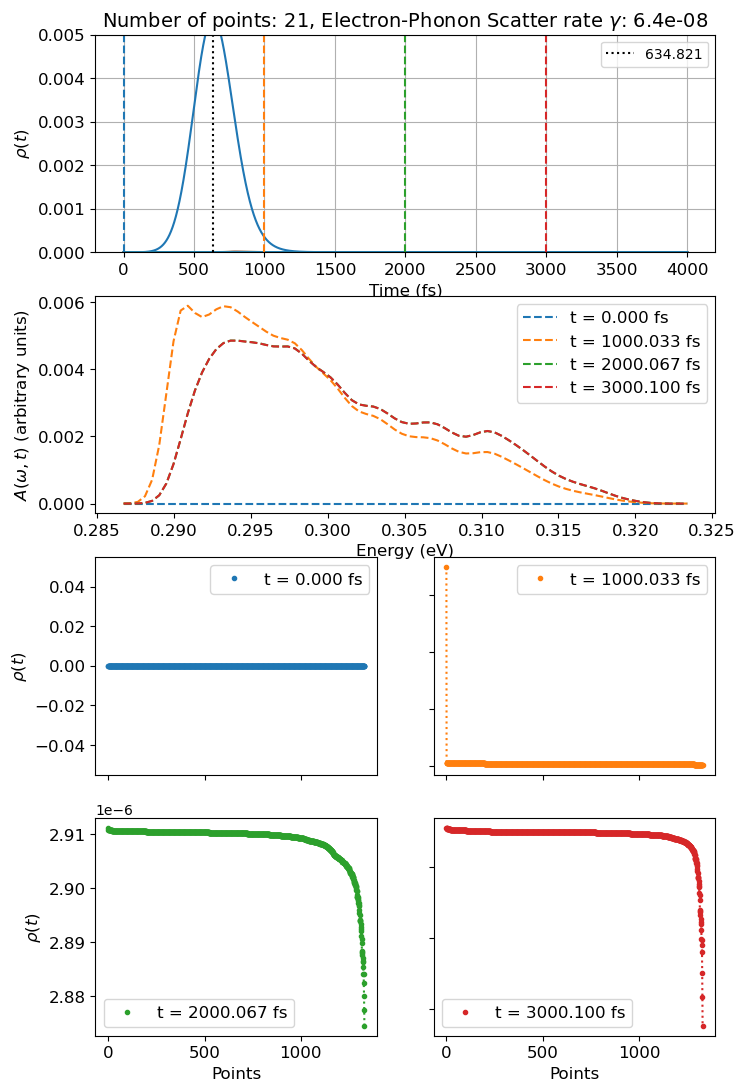 Number of points: 21, Electron-Phonon Scatter rate γ: 6.4e-08
0.005
0.004
0.003
0.002
0.001
0.000
ρ(t)
634.821
0 500 1000 1500 2000 2500 3000 3500 4000
Time (fs)
0.006
0.004
0.002
0.000
A(ω, t) (arbitrary units)
t = 0.000 fs
t = 1000.033 fs
t = 2000.067 fs
t = 3000.100 fs
0.285 0.290 0.295 0.300 0.305 0.310 0.315 0.320 0.325
Energy (eV)
0.04
0.02
0.00
−0.02
−0.04
ρ(t)
t = 0.000 fs
t = 1000.033 fs
1e−6
2.91
2.90
2.89
2.88
ρ(t)
t = 2000.067 fs
0 500 1000
Points
t = 3000.100 fs
0 500 1000
Points